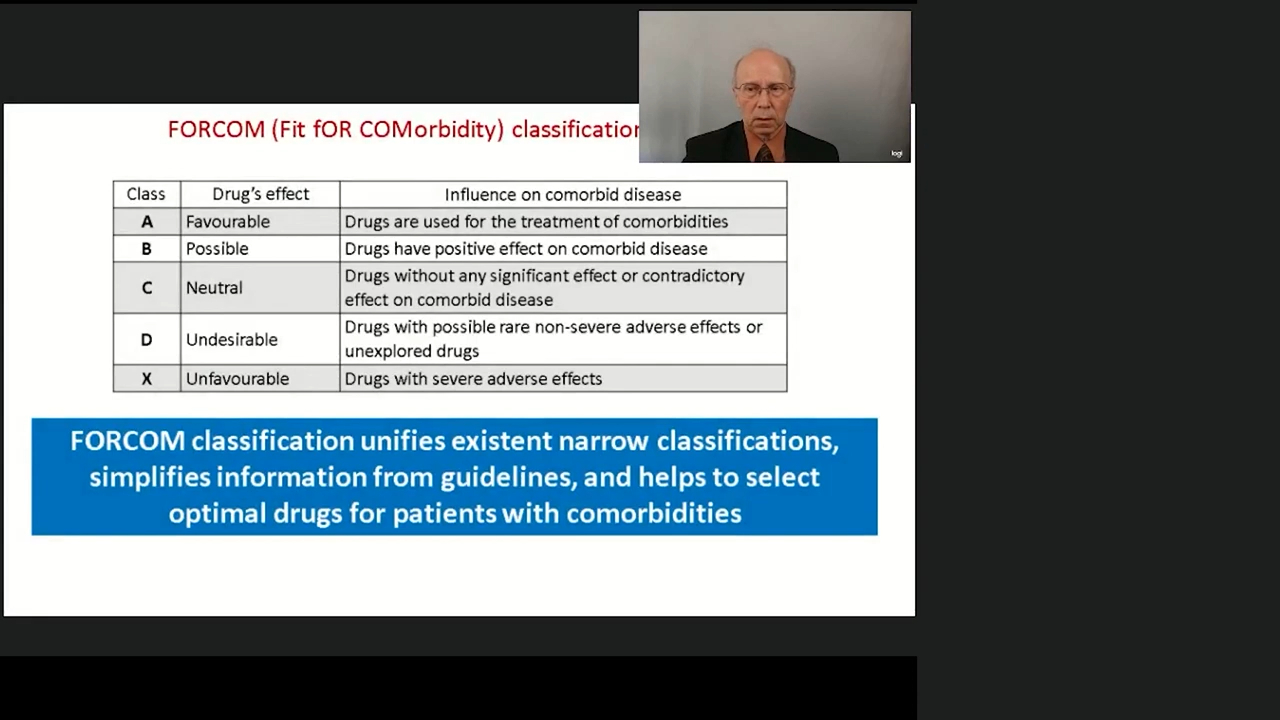 FORCOM (Fit fOR COMorbidity) classification
Class Drug's effect Influence on comorbid disease
A Favourable Drugs are used for the treatment of comorbidities
B Possible Drugs have positive effect on comorbid disease
C Neutral Drugs without any significant effect or contradictory
effect on comorbid disease
D Undesirable Drugs with possible rare non-severe adverse effects or
unexplored drugs
X Unfavourable Drugs with severe adverse effects
FORCOM classification unifies existent narrow classifications,
simplifies information from guidelines, and helps to select
optimal drugs for patients with comorbidities
logi